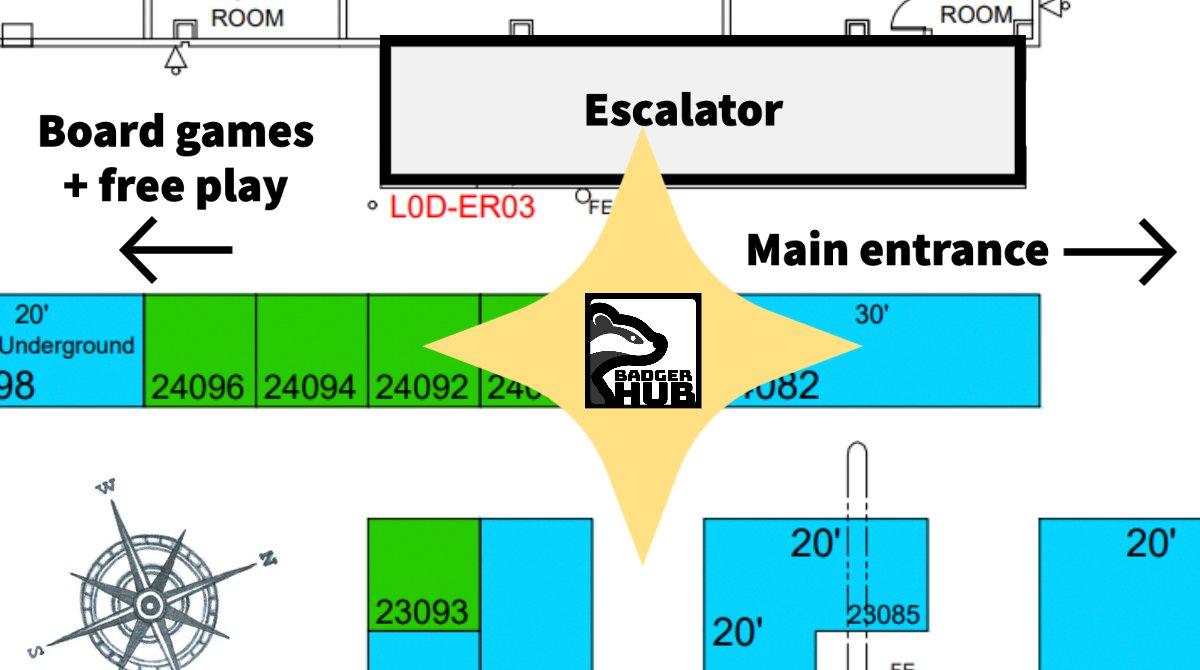 ROOM
ROOM
Escalator
Board games
+ free play
L0D-ER03
FE
Main entrance
20'
30'
Underground
98
24096
24094
24092
240
082
BADGER
HUB
W
N
S
20'
20'
23093
23085
20'
FE